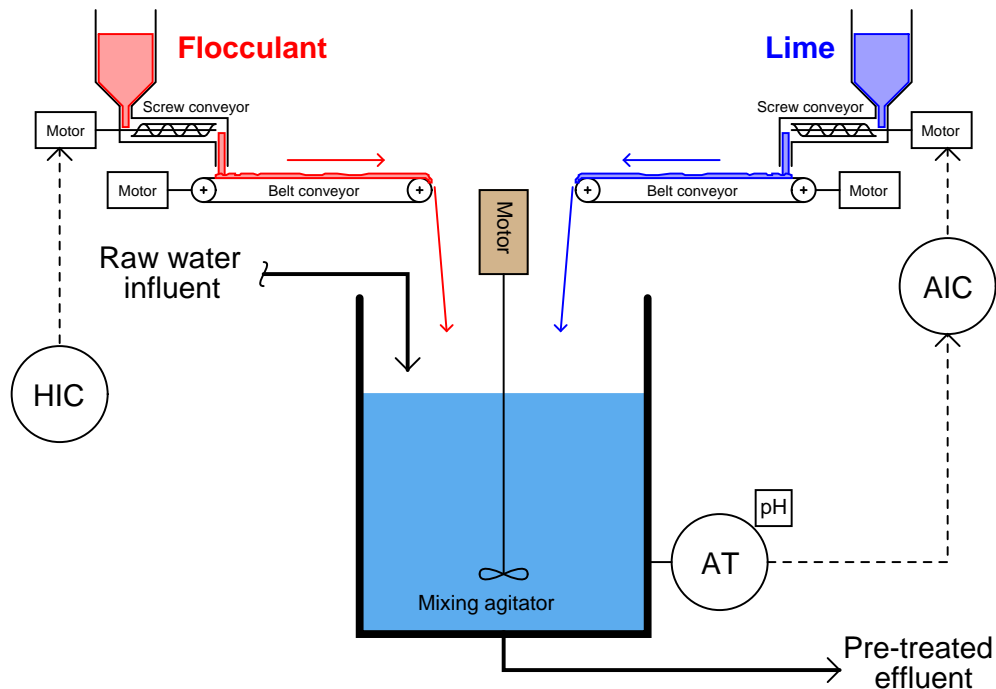 Flocculant
Lime
Screw conveyor
Screw conveyor
Motor
Motor
Motor
Belt conveyor
+
+
Motor
+
Belt conveyor
+
Motor
Raw water
influent
AIC
HIC
pH
AT
Mixing agitator
Pre-treated
effluent